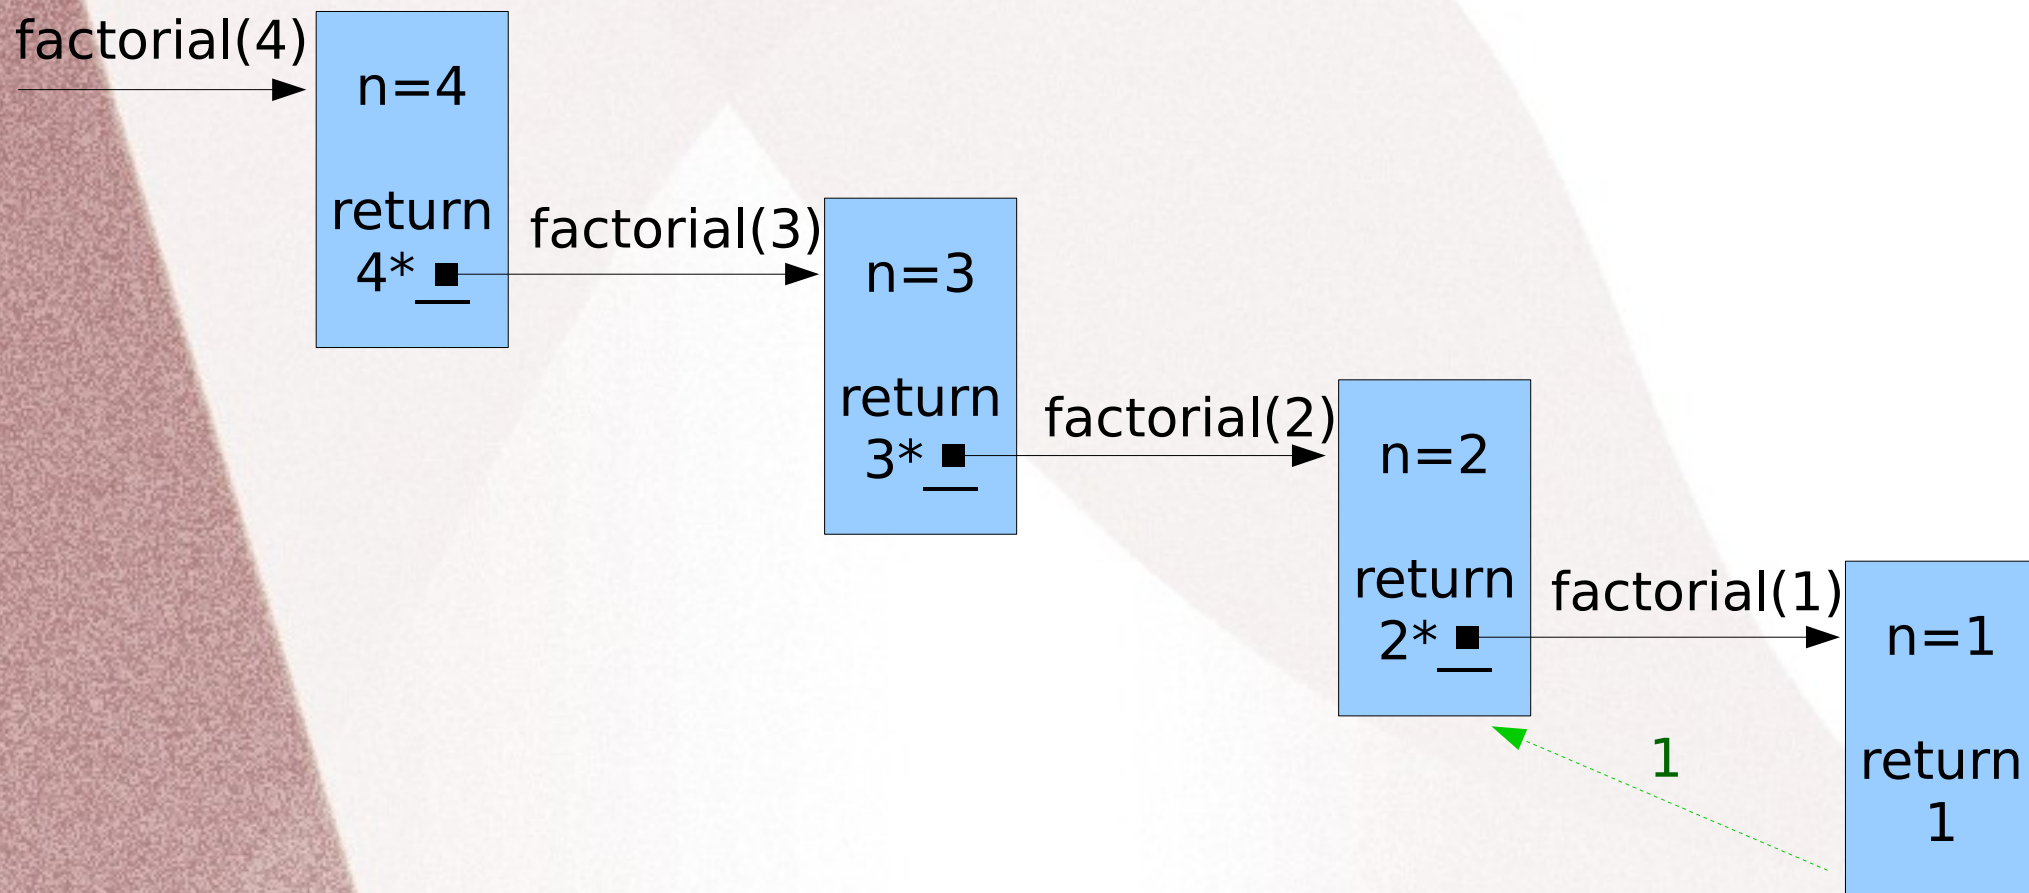 factorial(4)
n=4
return
4*
factorial(3)
n=3
return
3*
factorial(2)
n=2
return
2*
factorial(1)
n=1
return
1
1